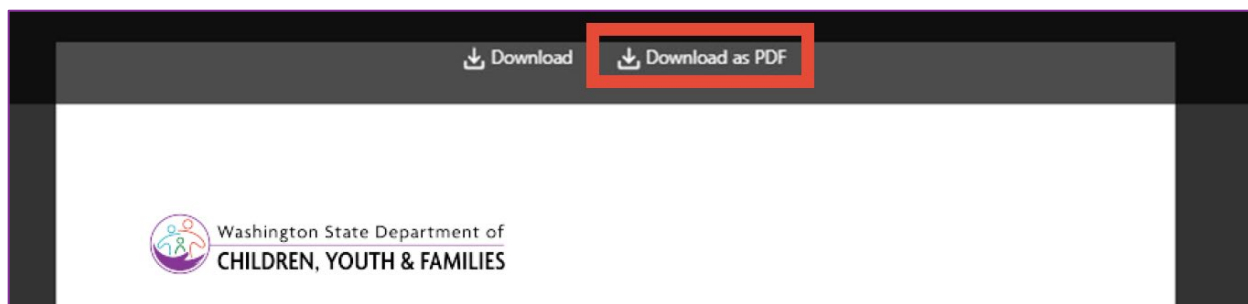 Download Download as PDF
Washington State Department of
CHILDREN, YOUTH & FAMILIES